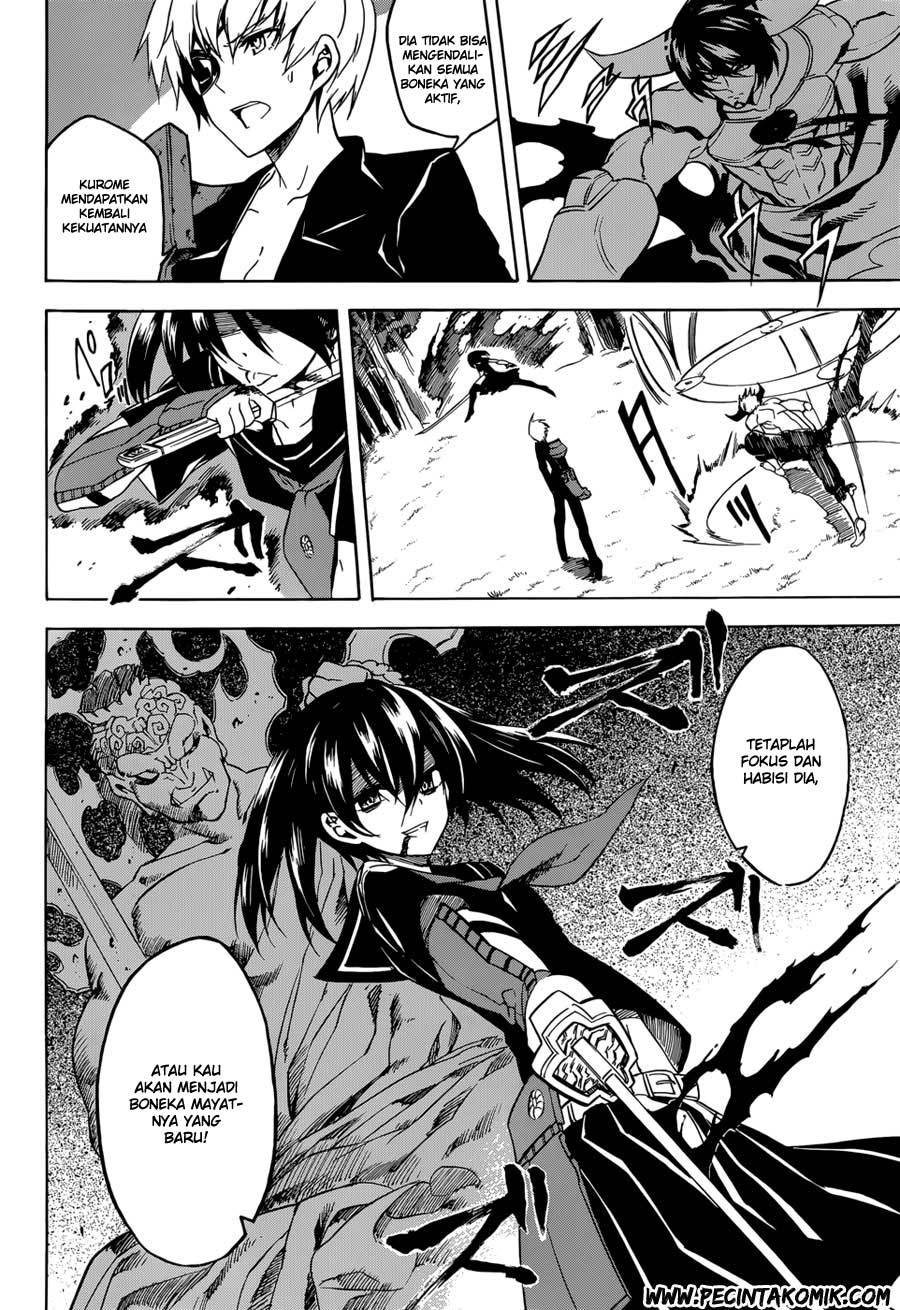 DIA TIDAK BISA
MENGENDALI-
KAN SEMUA
BONEKA YANG
AKTIF,
KUROME
MENDAPATKAN
KEMBALI
KEKUATANNYA
TETAPLAH
FOKUS DAN
HABISI DIA,
ATAU KAU
AKAN MENJADI
BONEKA MAYAT-
NYA YANG
BARU!
WWW.PECINTAKOMIK.COM